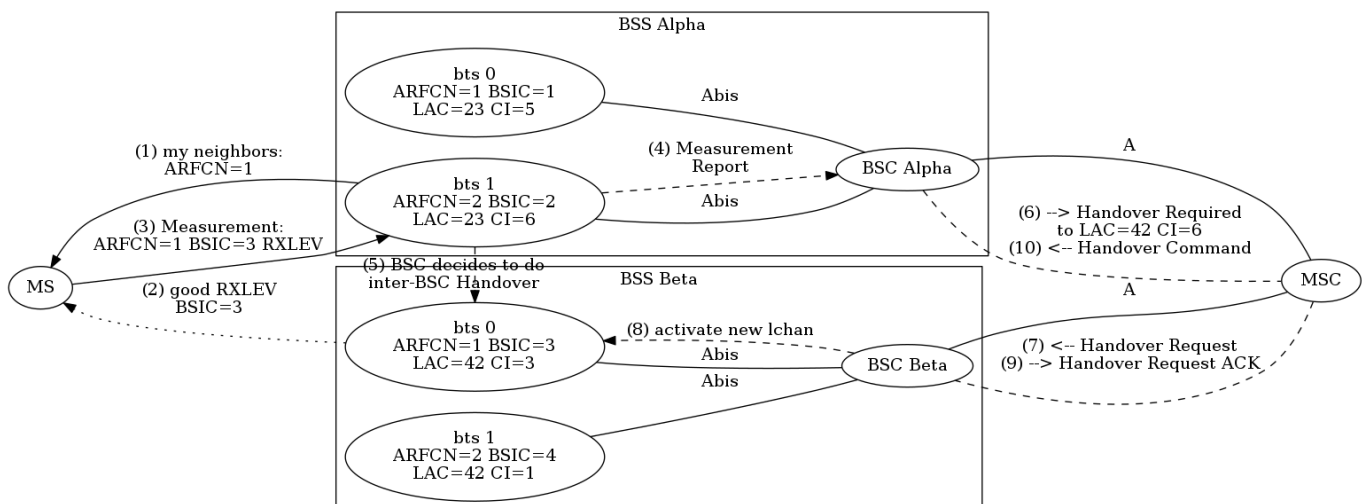 BSS Alpha
bts 0
ARFCN=1 BSIC=1
LAC=23 CI=5
Abis
(1) my neighbors:
ARFCN=1
(4) Measurement
Report
BSC Alpha
A
bts 1
ARFCN=2 BSIC=2
LAC=23 CI=6
Abis
(3) Measurement:
ARFCN=1 BSIC=3 RXLEV
(6) --> Handover Required
to LAC=42 CI=6
(10) <-- Handover Command
(5) BSC decides to do
inter-BSC Handover
MS
MSC
BSS Beta
(2) good RXLEV
BSIC=3
A
bts 0
ARFCN=1 BSIC=3
LAC=42 CI=3
(8) activate new lchan
Abis
BSC Beta
(7) <-- Handover Request
(9) --> Handover Request ACK
Abis
bts 1
ARFCN=2 BSIC=4
LAC=42 CI=1